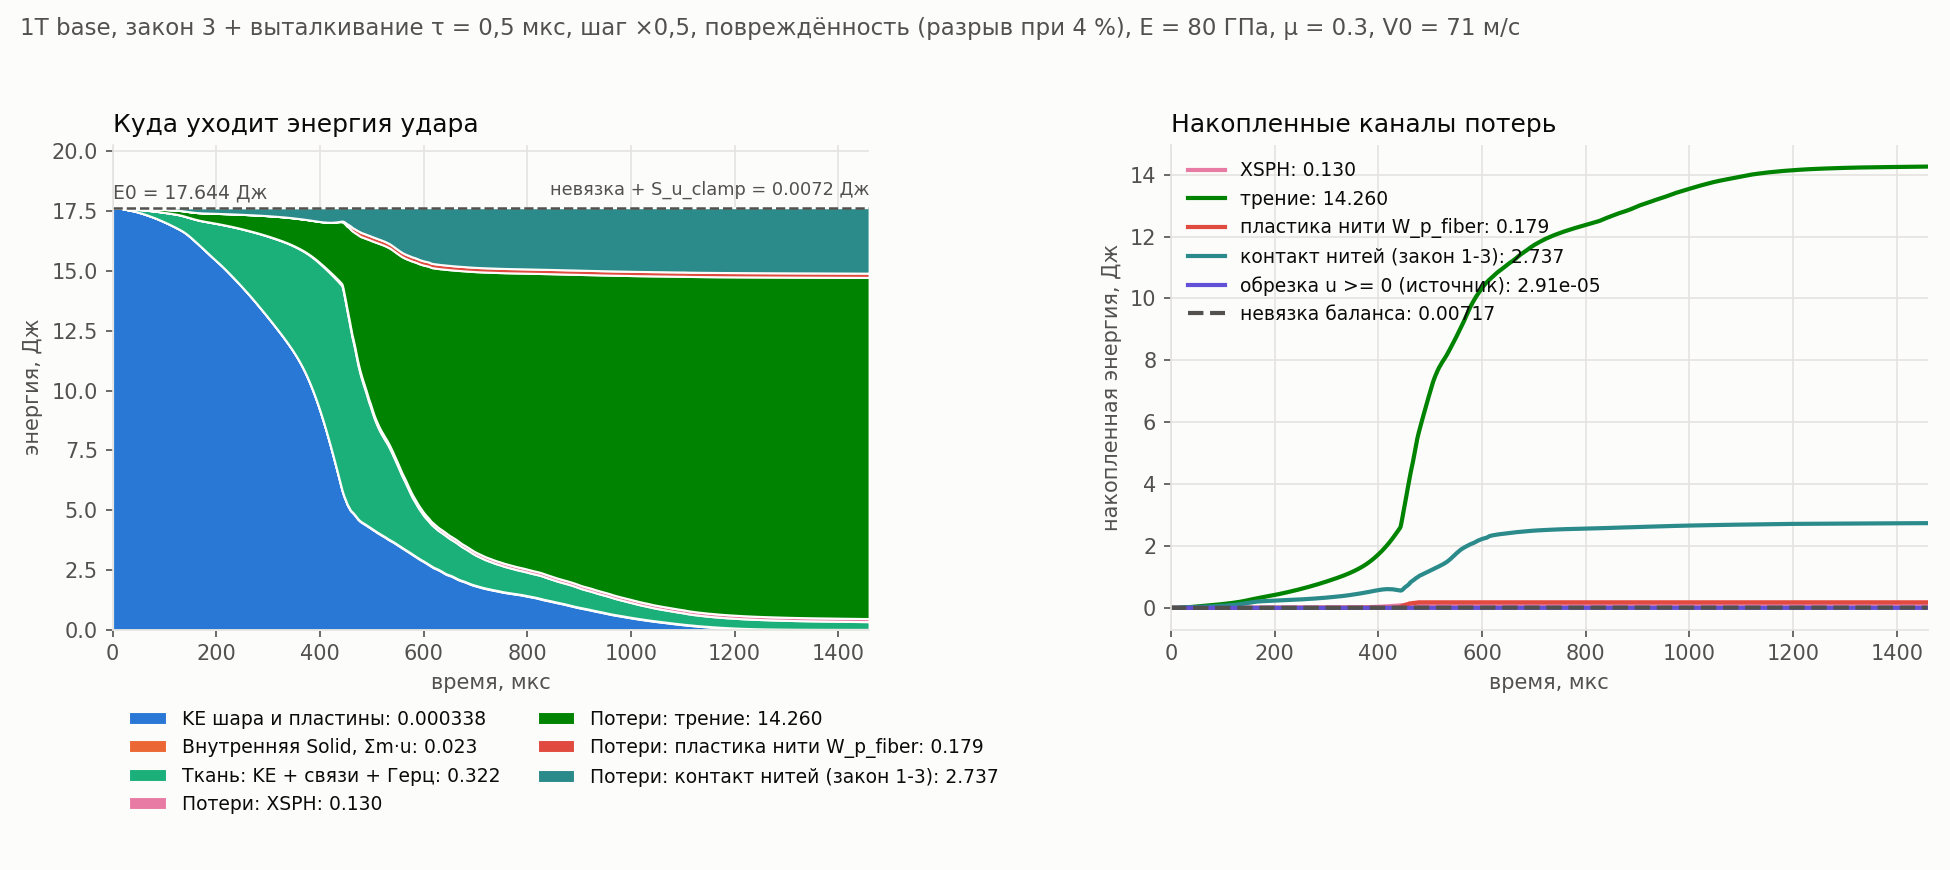 1T base, закон 3 + выталкивание τ = 0,5 мкс, шаг ×0,5, повреждённость (разрыв при 4 %), E = 80 ГПа, μ = 0.3, V0 = 71 м/с
Куда уходит энергия удара
20.0
17.5
15.0
12.5
10.0
7.5
5.0
2.5
0.0
энергия, Дж
E0 = 17.644 Дж
невязка + S_u_clamp = 0.0072 Дж
0 200 400 600 800 1000 1200 1400
время, мкс
KE шара и пластины: 0.000338
Внутренняя Solid, Σm·u: 0.023
Ткань: KE + связи + Герц: 0.322
Потери: XSPH: 0.130
Потери: трение: 14.260
Потери: пластика нити W_p_fiber: 0.179
Потери: контакт нитей (закон 1-3): 2.737
Накопленные каналы потерь
14
12
10
8
6
4
2
0
накопленная энергия, Дж
XSPH: 0.130
трение: 14.260
пластика нити W_p_fiber: 0.179
контакт нитей (закон 1-3): 2.737
обрезка u >= 0 (источник): 2.91e-05
невязка баланса: 0.00717
0 200 400 600 800 1000 1200 1400
время, мкс